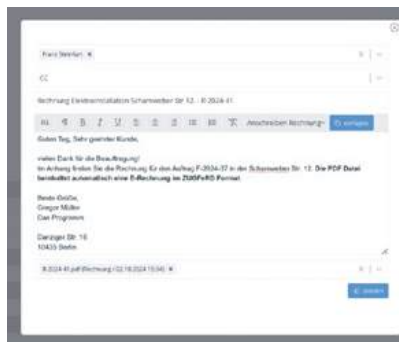 Franz Steinfurt ×
CC
Rechnung Elektroinstallation Scharnweber Str 12. - R-2024-41
Anschreiben Rechnung
einfügen
Guten Tag, Sehr geehrter Kunde,
vielen Dank für die Beauftragung!
Im Anhang finden Sie die Rechnung für den Auftrag F-2024-37 in der Scharnweber Str. 12. Die PDF Datei
beinhaltet automatisch eine E-Rechnung im ZUGFeRD Format.
Beste Grüße,
Gregor Müller
Das Programm
Danziger Str. 16
10435 Berlin
R-2024-41.pdf (Rechnung / 02.10.2024 15:54) ×
senden